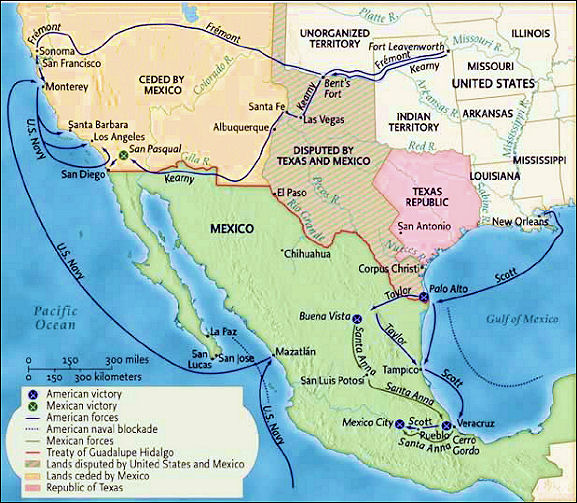 Frémont
Platte R.
UNORGANIZED
TERRITORY
Fort Leavenworth
Missouri R.
ILLINOIS
Sonoma
San Francisco
Monterey
CEDED BY
MEXICO
Colorado R.
Frémont
Kearny
Bent's
Fort
MISSOURI
UNITED STATES
Arkansas R.
Kearny
Santa Fe
Las Vegas
Albuquerque
INDIAN
TERRITORY
ARKANSAS
Mississippi R.
Santa Barbara
Los Angeles
San Pasqual
U.S. Navy
Gila R.
San Diego
Kearny
DISPUTED BY
TEXAS AND MEXICO
Red R.
MISSISSIPPI
LOUISIANA
TEXAS
REPUBLIC
Sabine R.
El Paso
Pecos R.
Rio Grande
San Antonio
New Orleans
MEXICO
Nueces R.
Chihuahua
Corpus Christi
Scott
U.S. Navy
Taylor
Palo Alto
Pacific
Ocean
Buena Vista
Gulf of Mexico
La Paz
San
Lucas
San Jose
Mazatlán
Taylor
Santa Anna
Tampico
San Luis Potosí
Santa Anna
Scott
U.S. Navy
Mexico City
Scott
Veracruz
Pueblo
Santa Anna
Cerro
Gordo
0 150 300 miles
0 150 300 kilometers
American victory
Mexican victory
American forces
American naval blockade
Mexican forces
Treaty of Guadalupe Hidalgo
Lands disputed by United States and Mexico
Lands ceded by Mexico
Republic of Texas